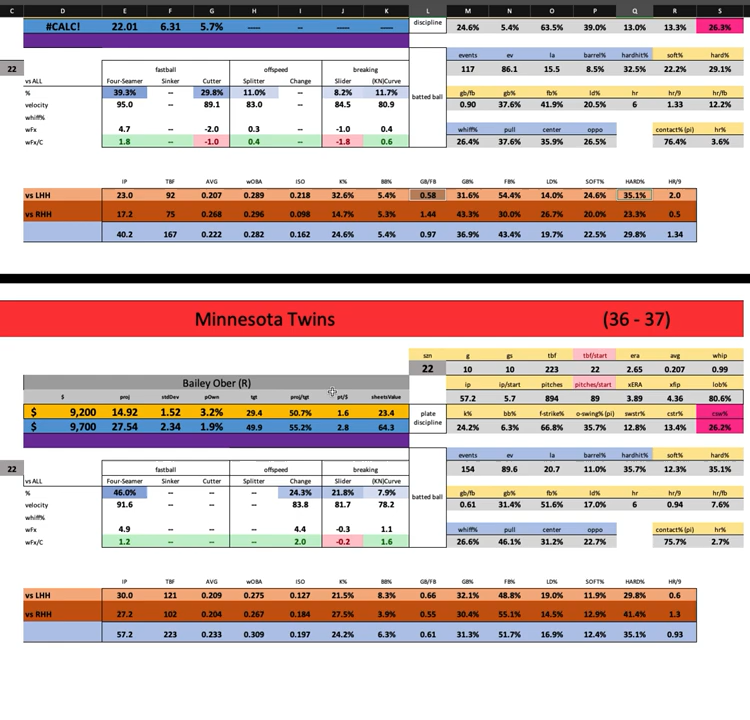 C D E F G H I J K L M N O P Q R S
#CALC! 22.01 6.31 5.7% ---- ---- ---- ---- discipline 24.6% 5.4% 63.5% 39.0% 13.0% 13.3% 26.3%
events ev la barrel% hardhit% soft% hard%
22 fastball offspeed breaking 117 86.1 15.5 8.5% 32.5% 22.2% 29.1%
vs ALL Four-Seamer Sinker Cutter Splitter Change Slider (KN)Curve
% 39.3% -- 29.8% 11.0% -- 8.2% 11.7% batted ball gb/fb gb% fb% ld% hr hr/9 hr/fb
velocity 95.0 -- 89.1 83.0 -- 84.5 80.9 0.90 37.6% 41.9% 20.5% 6 1.33 12.2%
whiff%
wFx 4.7 -- -2.0 0.3 -- -1.0 0.4 whiff% pull center oppo contact% (pi) hr%
wFx/C 1.8 -- -1.0 0.4 -- -1.8 0.6 26.4% 37.6% 35.9% 26.5% 76.4% 3.6%
IP TBF AVG wOBA ISO K% BB% GB/FB GB% FB% LD% SOFT% HARD% HR/9
vs LHH 23.0 92 0.207 0.289 0.218 32.6% 5.4% 0.58 31.6% 54.4% 14.0% 24.6% 35.1% 2.0
vs RHH 17.2 75 0.268 0.296 0.098 14.7% 5.3% 1.44 43.3% 30.0% 26.7% 20.0% 23.3% 0.5
40.2 167 0.222 0.282 0.162 24.6% 5.4% 0.97 36.9% 43.4% 19.7% 22.5% 29.8% 1.34
Minnesota Twins (36 - 37)
szn g gs tbf tbf/start era avg whip
22 10 10 223 22 2.65 0.207 0.99
Bailey Ober (R) ip ip/start pitches pitches/start xERA xfip lob%
$ proj stdDev pOwn tgt proj/tgt pt/$ sheetsValue 57.2 5.7 894 89 3.89 4.36 80.6%
$ 9,200 14.92 1.52 3.2% 29.4 50.7% 1.6 23.4 plate discipline k% bb% f-strike% o-swing% (pi) swstr% cstr% csw%
$ 9,700 27.54 2.34 1.9% 49.9 55.2% 2.8 64.3 24.2% 6.3% 66.8% 35.7% 12.8% 13.4% 26.2%
events ev la barrel% hardhit% soft% hard%
22 fastball offspeed breaking 154 89.6 20.7 11.0% 35.7% 12.3% 35.1%
vs ALL Four-Seamer Sinker Cutter Splitter Change Slider (KN)Curve
% 46.0% -- -- -- 24.3% 21.8% 7.9% batted ball gb/fb gb% fb% ld% hr hr/9 hr/fb
velocity 91.6 -- -- -- 83.8 81.7 78.2 0.61 31.4% 51.6% 17.0% 6 0.94 7.6%
whiff%
wFx 4.9 -- -- -- 4.4 -0.3 1.1 whiff% pull center oppo contact% (pi) hr%
wFx/C 1.2 -- -- -- 2.0 -0.2 1.6 26.6% 46.1% 31.2% 22.7% 75.7% 2.7%
IP TBF AVG wOBA ISO K% BB% GB/FB GB% FB% LD% SOFT% HARD% HR/9
vs LHH 30.0 121 0.209 0.275 0.127 21.5% 8.3% 0.66 32.1% 48.8% 19.0% 11.9% 29.8% 0.6
vs RHH 27.2 102 0.204 0.267 0.184 27.5% 3.9% 0.55 30.4% 55.1% 14.5% 12.9% 41.4% 1.3
57.2 223 0.233 0.309 0.197 24.2% 6.3% 0.61 31.3% 51.7% 16.9% 12.4% 35.1% 0.93